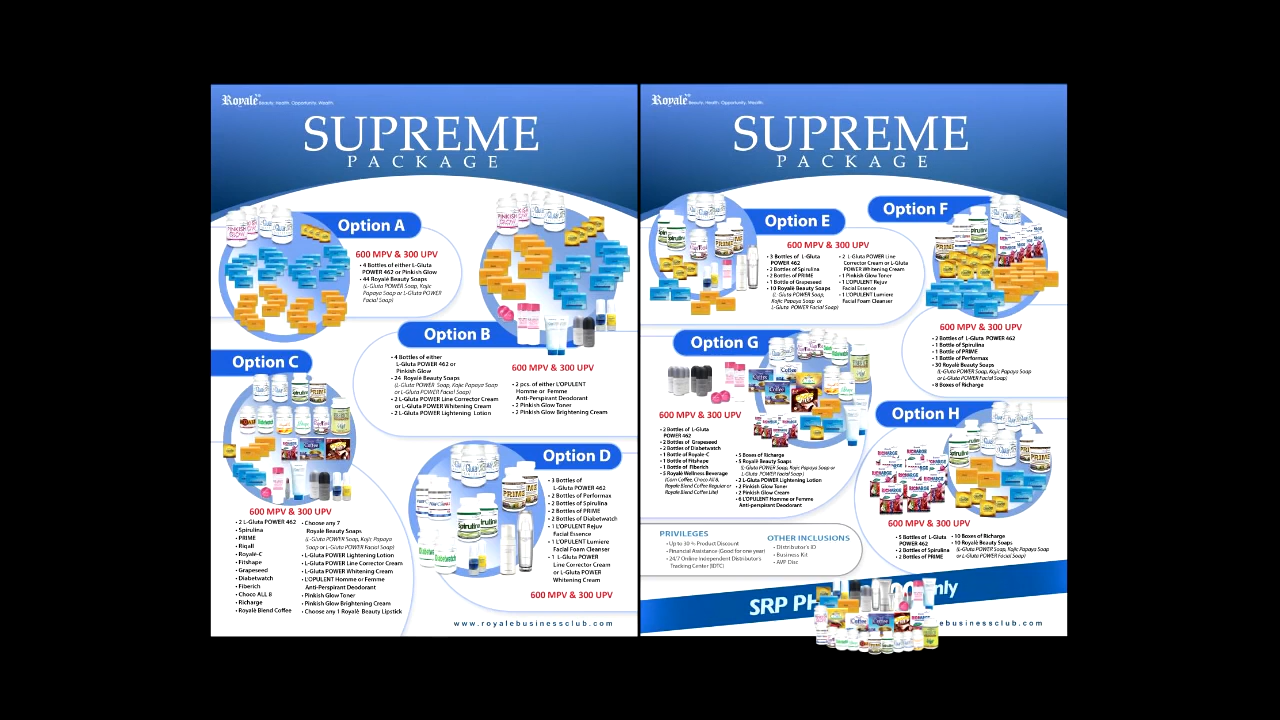 Royalè
Beauty. Health. Opportunity. Wealth.
SUPREME
PACKAGE
Option A
600 MPV & 300 UPV
• 4 Bottles of either L-Gluta
POWER 462 or Pinkish Glow
• 44 Royalè Beauty Soaps
(L-Gluta POWER Soap, Kojic
Papaya Soap or L-Gluta POWER
Facial Soap)
Option B
• 4 Bottles of either
L-Gluta POWER 462 or
Pinkish Glow
• 24 Royalè Beauty Soaps
(L-Gluta POWER Soap, Kojic Papaya Soap
or L-Gluta POWER Facial Soap)
• 2 L-Gluta POWER Line Corrector Cream
or L-Gluta POWER Whitening Cream
• 2 L-Gluta POWER Lightening Lotion
600 MPV & 300 UPV
• 2 pcs. of either L'OPULENT
Homme or Femme
Anti-Perspirant Deodorant
• 2 Pinkish Glow Toner
• 2 Pinkish Glow Brightening Cream
Option C
600 MPV & 300 UPV
• 2 L-Gluta POWER 462
• Spirulina
• PRIME
• Rigall
• Royalè-C
• Fitshape
• Grapeseed
• Diabetwatch
• Fiberich
• Choco ALL 8
• Richarge
• Royalè Blend Coffee
• Choose any 7
Royale Beauty Soaps
(L-Gluta POWER Soap, Kojic Papaya
Soap or L-Gluta POWER Facial Soap)
• L-Gluta POWER Lightening Lotion
• L-Gluta POWER Line Corrector Cream
• L-Gluta POWER Whitening Cream
• L'OPULENT Homme or Femme
Anti-Perspirant Deodorant
• Pinkish Glow Toner
• Pinkish Glow Brightening Cream
• Choose any 1 Royalè Beauty Lipstick
Option D
• 3 Bottles of
L-Gluta POWER 462
• 2 Bottles of Performax
• 2 Bottles of Spirulina
• 2 Bottles of PRIME
• 2 Bottles of Diabetwatch
• 1 L'OPULENT Rejuv
Facial Essence
• 1 L'OPULENT Lumiere
Facial Foam Cleanser
• 1 L-Gluta POWER
Line Corrector Cream
or L-Gluta POWER
Whitening Cream
600 MPV & 300 UPV
www.royalebusinessclub.com
Royalè
Beauty. Health. Opportunity. Wealth.
SUPREME
PACKAGE
Option E
600 MPV & 300 UPV
• 3 Bottles of L-Gluta
POWER 462
• 2 Bottles of Spirulina
• 2 Bottles of PRIME
• 1 Bottle of Grapeseed
• 10 Royalè Beauty Soaps
(L-Gluta POWER Soap,
Kojic Papaya Soap or
L-Gluta POWER Facial Soap)
• 2 L-Gluta POWER Line
Corrector Cream or L-Gluta
POWER Whitening Cream
• 1 Pinkish Glow Toner
• 1 L'OPULENT Rejuv
Facial Essence
• 1 L'OPULENT Lumiere
Facial Foam Cleanser
Option F
600 MPV & 300 UPV
• 2 Bottles of L-Gluta POWER 462
• 1 Bottle of Spirulina
• 1 Bottle of PRIME
• 1 Bottle of Performax
• 30 Royalè Beauty Soaps
(L-Gluta POWER Soap, Kojic Papaya Soap
or L-Gluta POWER Facial Soap)
• 8 Boxes of Richarge
Option G
600 MPV & 300 UPV
• 2 Bottles of L-Gluta
POWER 462
• 2 Bottles of Grapeseed
• 2 Bottles of Diabetwatch
• 1 Bottle of Royale-C
• 1 Bottle of Fitshape
• 1 Bottle of Fiberich
• 5 Royalè Wellness Beverage
(Corn Coffee, Choco All 8,
Royale Blend Coffee Regular or
Royale Blend Coffee Lite)
• 5 Boxes of Richarge
• 5 Royalè Beauty Soaps
(L-Gluta POWER Soap, Kojic Papaya Soap or
L-Gluta POWER Facial Soap)
• 2 L-Gluta POWER Lightening Lotion
• 2 Pinkish Glow Toner
• 2 Pinkish Glow Cream
• 6 L'OPULENT Homme or Femme
Anti-perspirant Deodorant
Option H
600 MPV & 300 UPV
• 5 Bottles of L-Gluta
POWER 462
• 2 Bottles of Spirulina
• 2 Bottles of PRIME
• 10 Boxes of Richarge
• 10 Royalè Beauty Soaps
(L-Gluta POWER Soap, Kojic Papaya Soap
or L-Gluta POWER Facial Soap)
PRIVILEGES
• Up to 30 % Product Discount
• Financial Assistance (Good for one year)
• 24/7 Online Independent Distributors
Tracking Center (IDTC)
OTHER INCLUSIONS
• Distributor's ID
• Business Kit
• AVP Disc
SRP
ebusinessclub.com